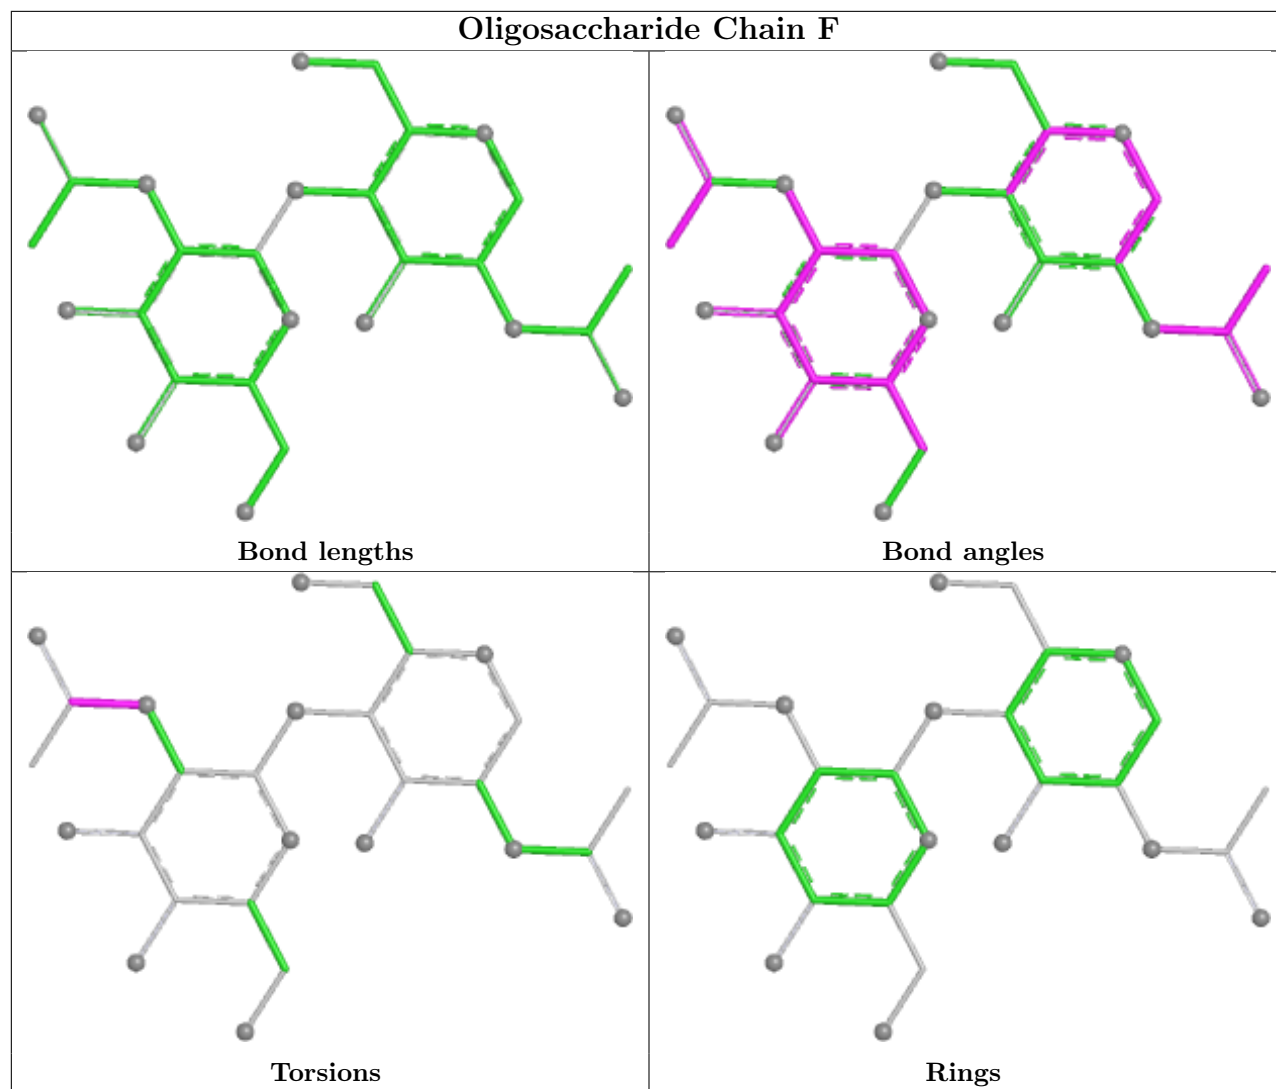 Oligosaccharide Chain F
Bond lengths
Bond angles
Torsions
Rings